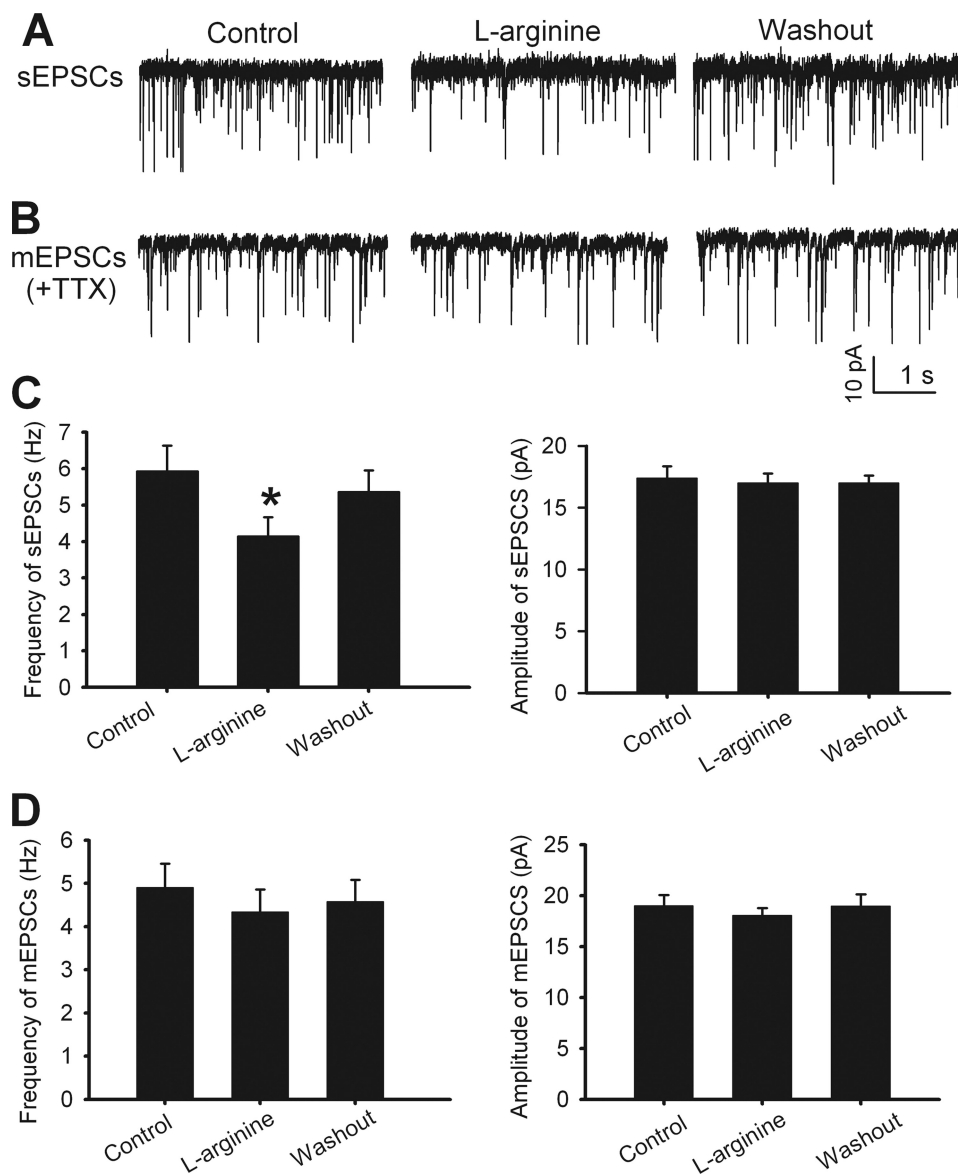 A
Control
L-arginine
Washout
sEPSCs
B
mEPSCs
(+TTX)
10 pA
1 s
C
Frequency of sEPSCs (Hz)
7
6
5
4
3
2
1
0
*
Control
L-arginine
Washout
Amplitude of sEPSCS (pA)
20
15
10
5
0
Control
L-arginine
Washout
D
Frequency of mEPSCs (Hz)
6
5
4
3
2
1
0
Control
L-arginine
Washout
Amplitude of mEPSCS (pA)
25
20
15
10
5
0
Control
L-arginine
Washout